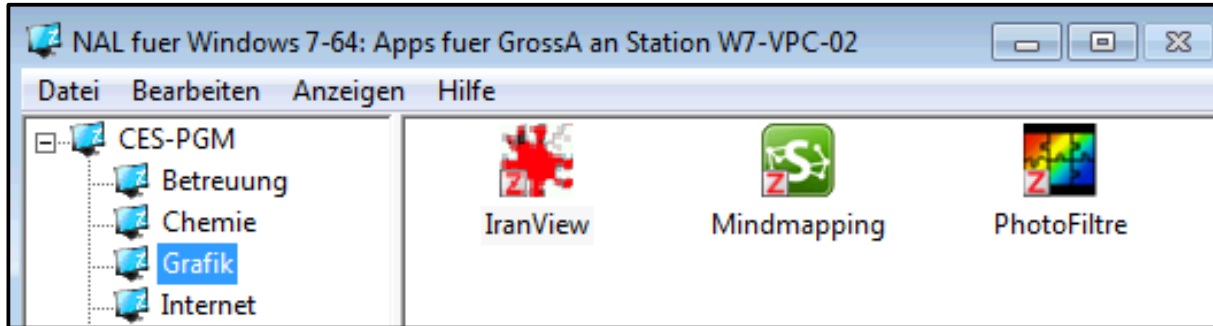 NAL fuer Windows 7-64: Apps fuer GrossA an Station W7-VPC-02
Datei Bearbeiten Anzeigen Hilfe
CES-PGM
Betreuung
Chemie
Grafik
Internet
IranView Mindmapping PhotoFiltre